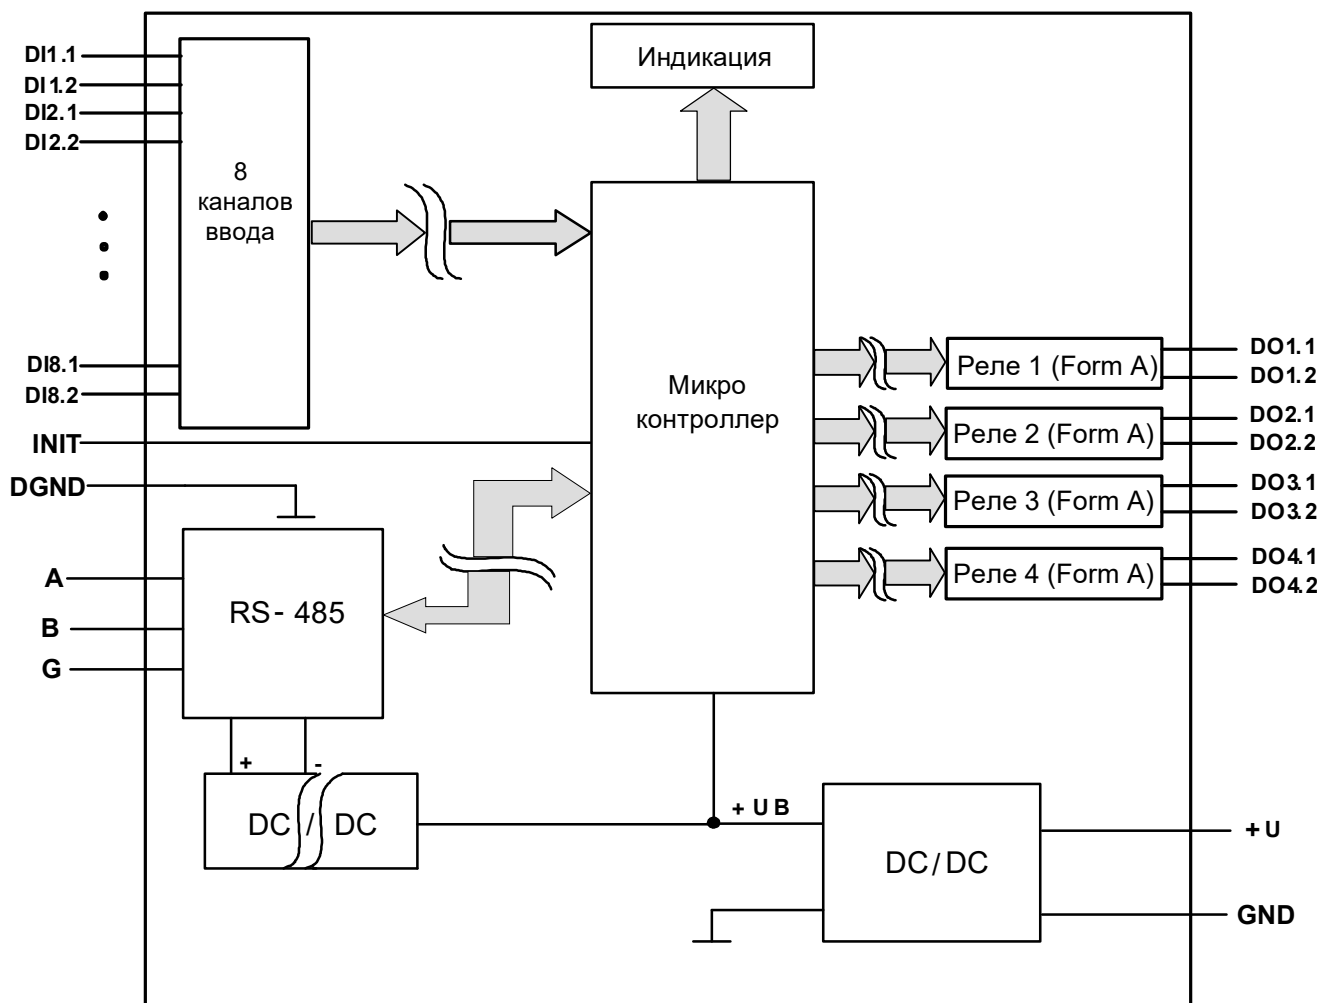 DI1.1
DI1.2
DI2.1
DI2.2
DI8.1
DI8.2
INIT
DGND
A
B
G
8
каналов
ввода
Индикация
Микро
контроллер
Реле 1 (Form A)
Реле 2 (Form A)
Реле 3 (Form A)
Реле 4 (Form A)
DO1.1
DO1.2
DO2.1
DO2.2
DO3.1
DO3.2
DO4.1
DO4.2
RS- 485
+ -
DC / DC
+ U B
DC/DC
+ U
GND